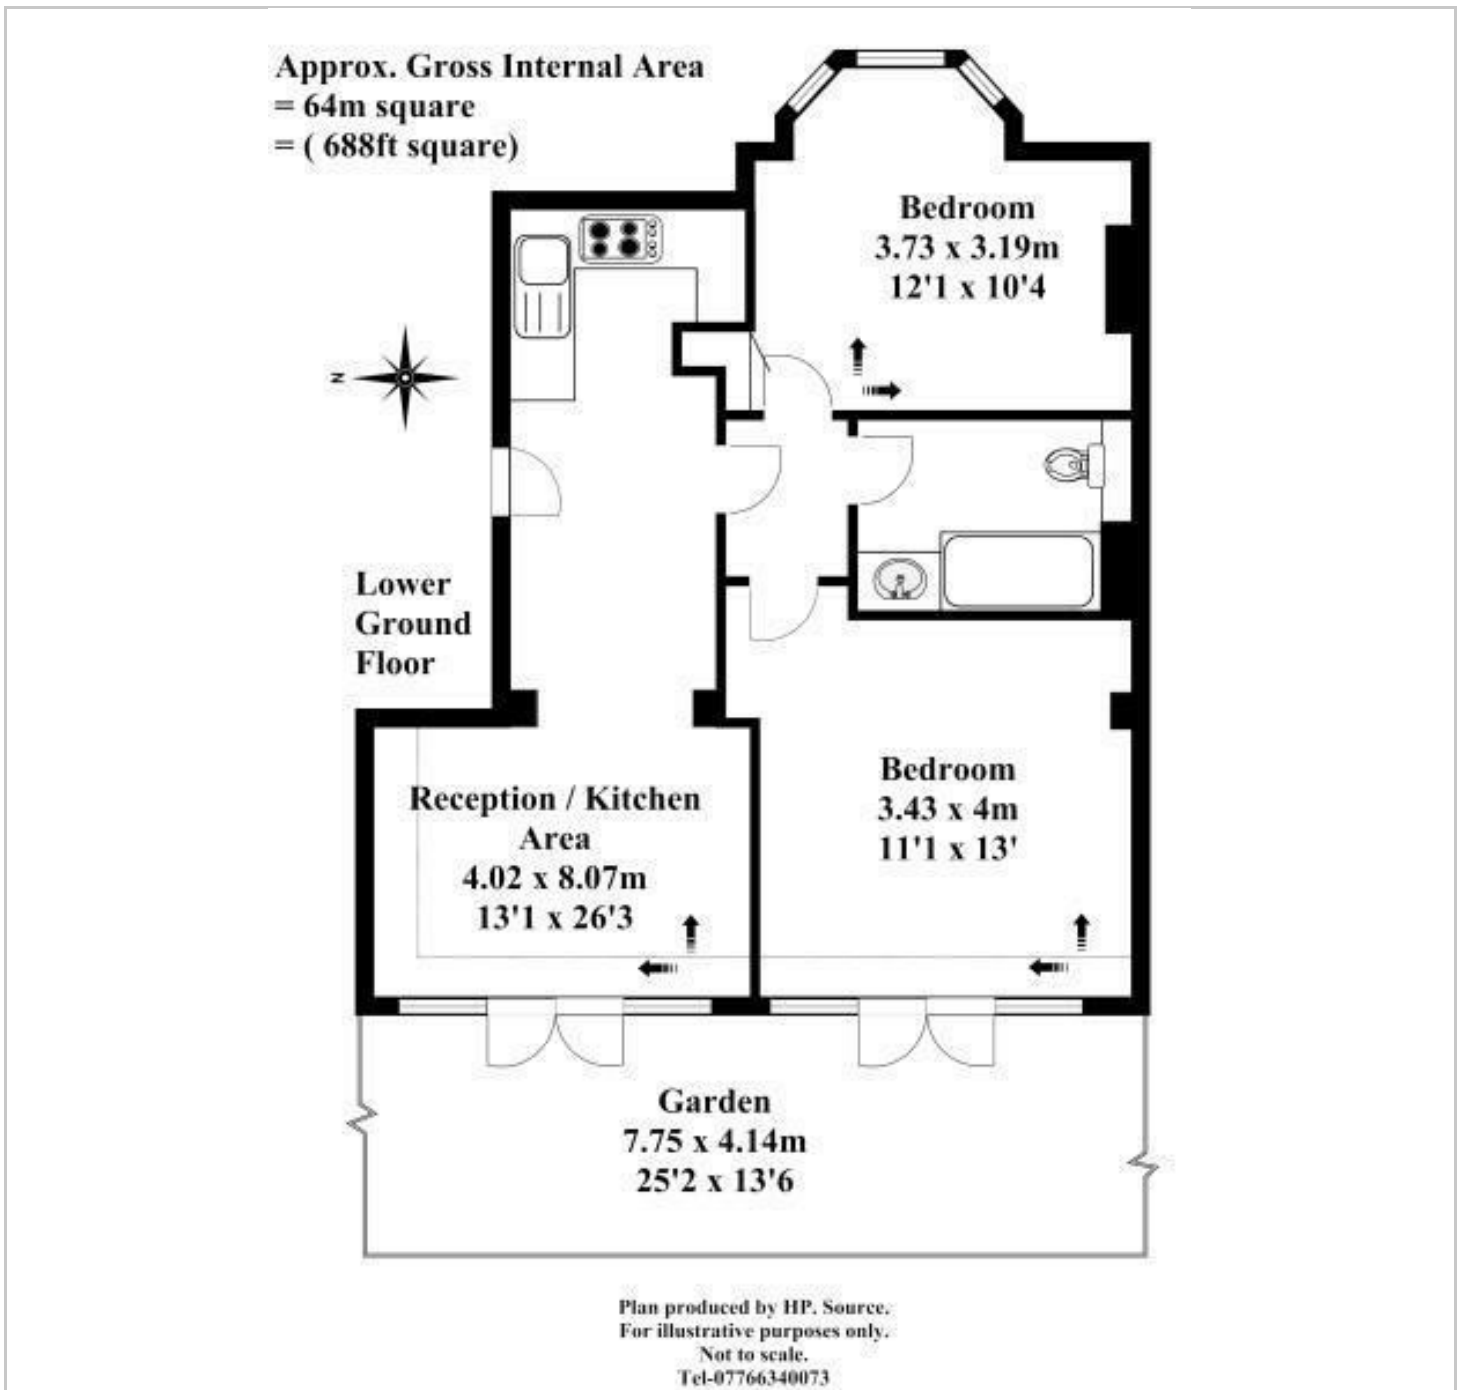 Approx. Gross Internal Area
= 64m square
= ( 688ft square)
Bedroom
3.73 x 3.19m
12'1 x 10'4
N
Lower
Ground
Floor
Reception / Kitchen
Area
4.02 x 8.07m
13'1 x 26'3
Bedroom
3.43 x 4m
11'1 x 13'
Garden
7.75 x 4.14m
25'2 x 13'6
Plan produced by HP. Source.
For illustrative purposes only.
Not to scale.
Tel-07766340073